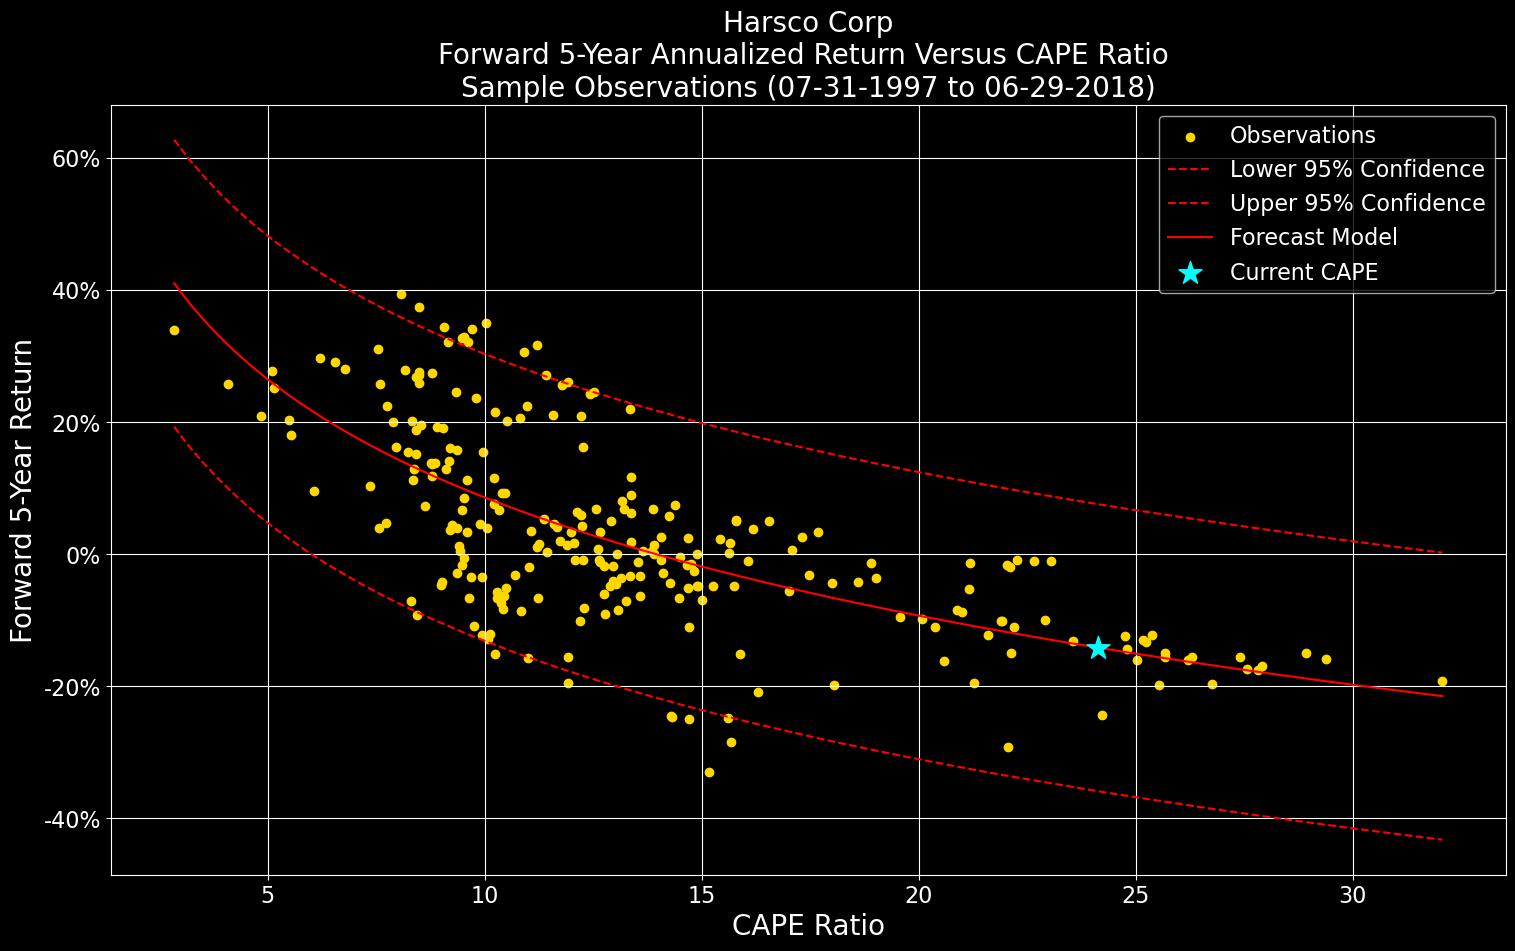 Harsco Corp
Forward 5-Year Annualized Return Versus CAPE Ratio
Sample Observations (07-31-1997 to 06-29-2018)
Observations
Lower 95% Confidence
Upper 95% Confidence
Forecast Model
Current CAPE
Forward 5-Year Return
60%
40%
20%
0%
-20%
-40%
5
10
15
20
25
30
CAPE Ratio